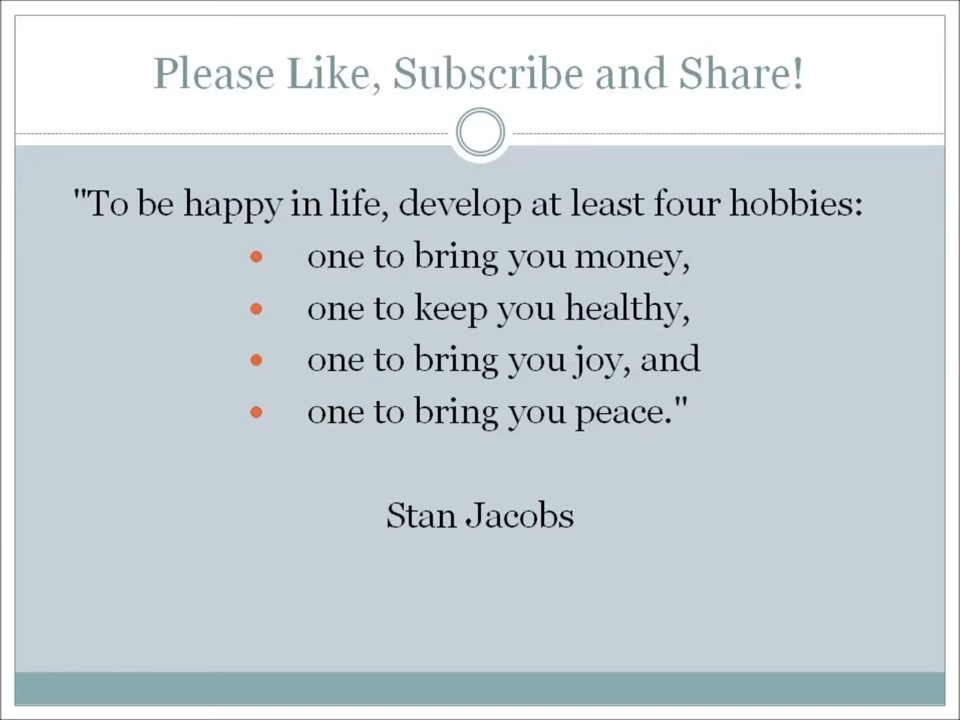 Please Like, Subscribe and Share!
"To be happy in life, develop at least four hobbies:
• one to bring you money,
• one to keep you healthy,
• one to bring you joy, and
• one to bring you peace."
Stan Jacobs